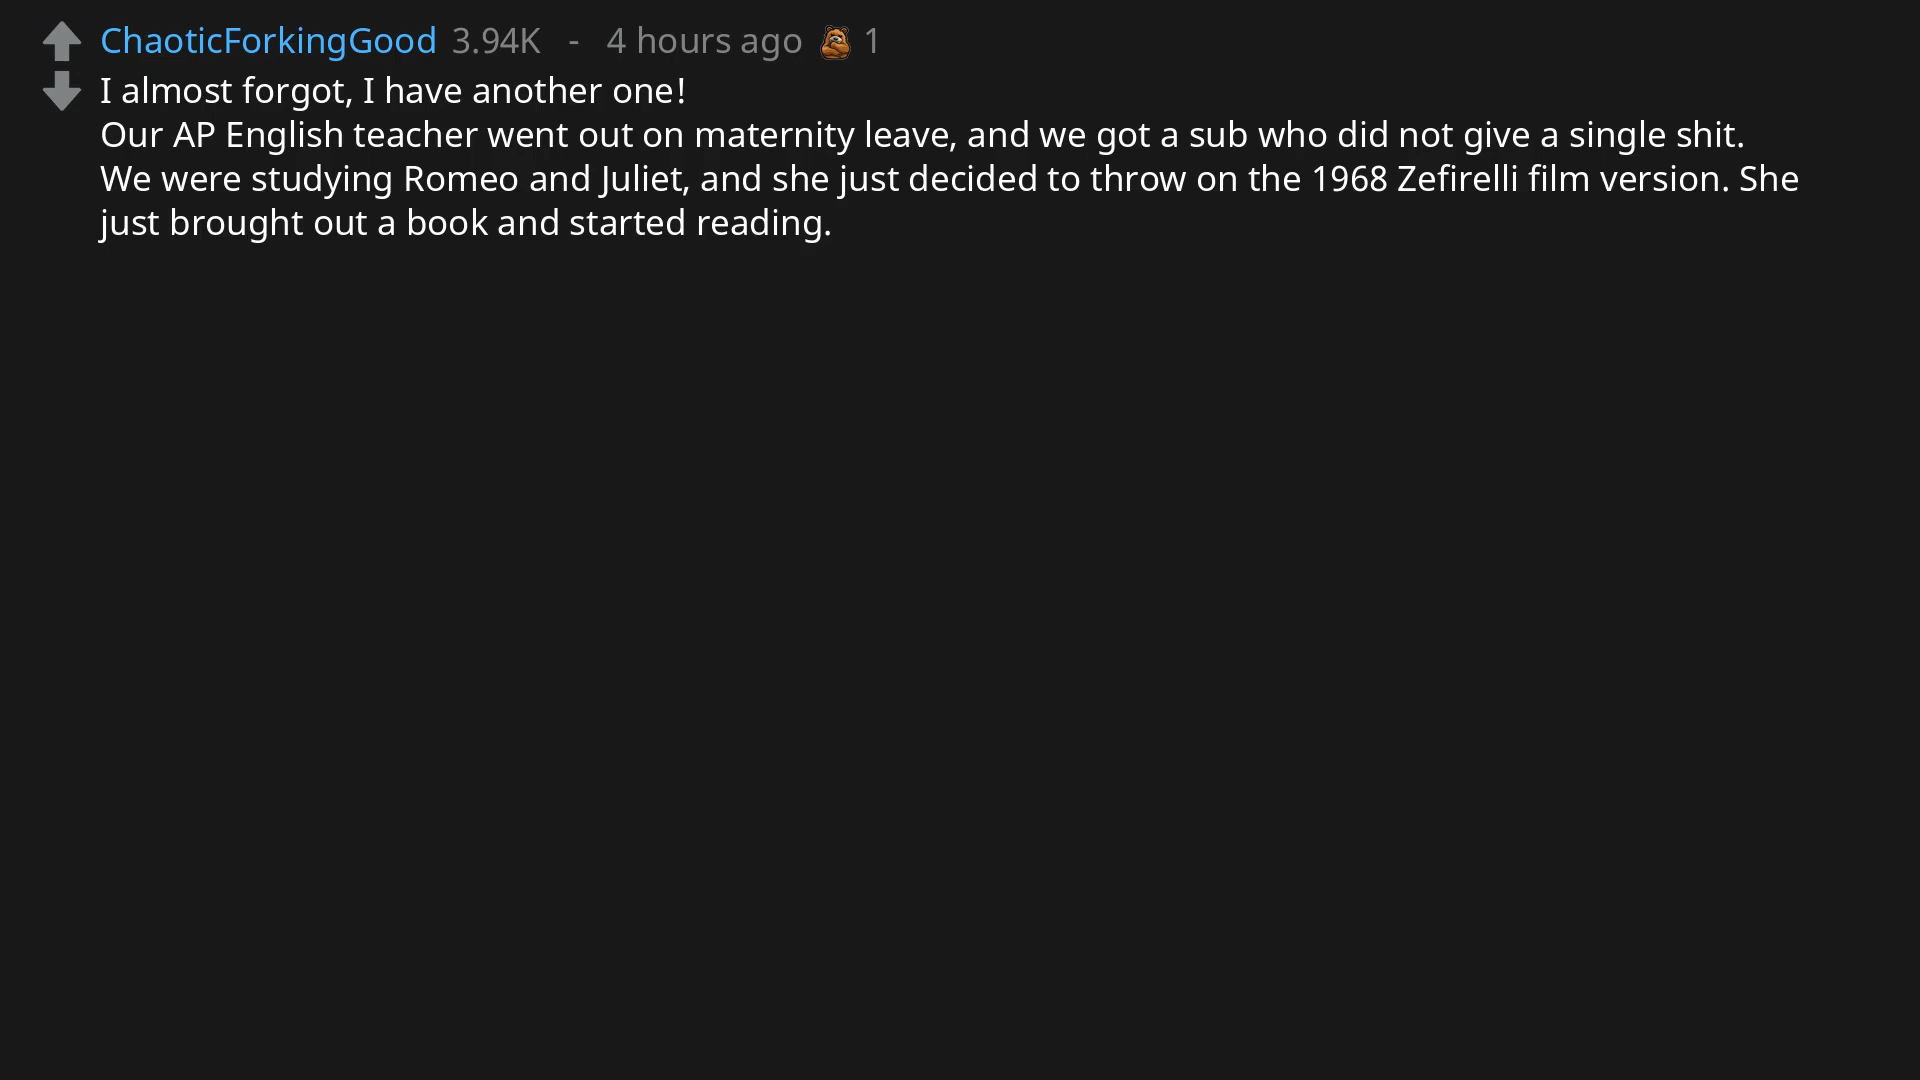 ChaoticForkingGood 3.94K - 4 hours ago 1
I almost forgot, I have another one!
Our AP English teacher went out on maternity leave, and we got a sub who did not give a single shit.
We were studying Romeo and Juliet, and she just decided to throw on the 1968 Zefirelli film version. She
just brought out a book and started reading.